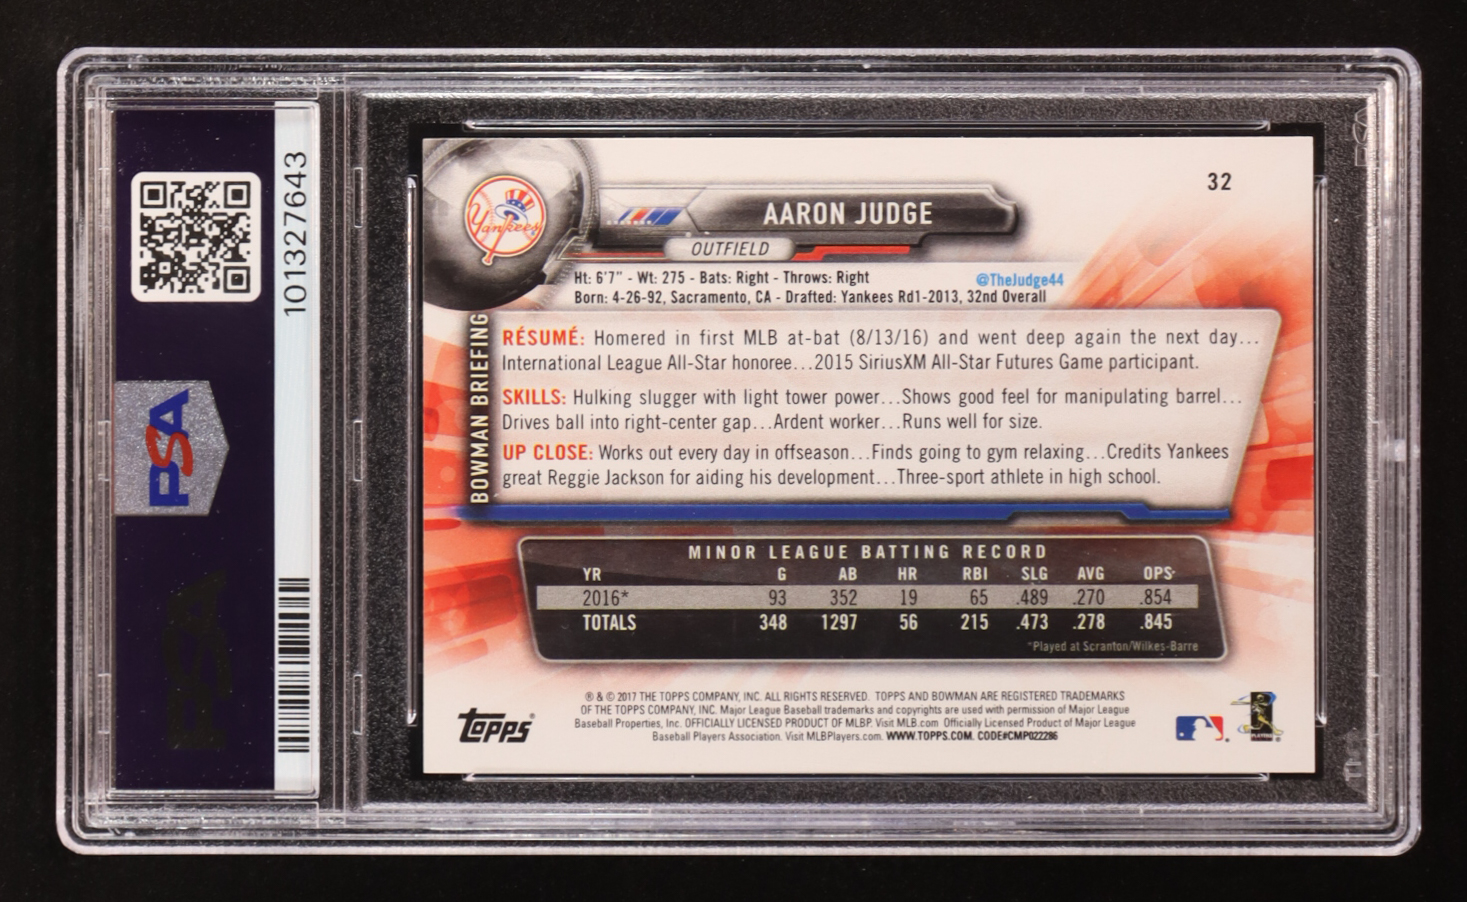 101327643
PSA
PSA
32
Yankees
AARON JUDGE
OUTFIELD
Ht: 6'7" - Wt: 275 - Bats: Right - Throws: Right
@TheJudge44
Born: 4-26-92, Sacramento, CA - Drafted: Yankees Rd1-2013, 32nd Overall
BOWMAN BRIEFING
RÉSUMÉ: Homered in first MLB at-bat (8/13/16) and went deep again the next day...
International League All-Star honoree...2015 SiriusXM All-Star Futures Game participant.
SKILLS: Hulking slugger with light tower power...Shows good feel for manipulating barrel...
Drives ball into right-center gap...Ardent worker...Runs well for size.
UP CLOSE: Works out every day in offseason...Finds going to gym relaxing...Credits Yankees
great Reggie Jackson for aiding his development...Three-sport athlete in high school.
MINOR LEAGUE BATTING RECORD
YR G AB HR RBI SLG AVG OPS
2016* 93 352 19 65 .489 .270 .854
TOTALS 348 1297 56 215 .473 .278 .845
*Played at Scranton/Wilkes-Barre
® & © 2017 THE TOPPS COMPANY, INC. ALL RIGHTS RESERVED. TOPPS AND BOWMAN ARE REGISTERED TRADEMARKS
OF THE TOPPS COMPANY, INC. Major League Baseball trademarks and copyrights are used with permission of Major League
Baseball Properties, Inc. OFFICIALLY LICENSED PRODUCT OF MLBP. Visit MLB.com Officially Licensed Product of Major League
Baseball Players Association. Visit MLBPlayers.com. WWW.TOPPS.COM. CODE#CMP022286
Topps®
PLAYERS